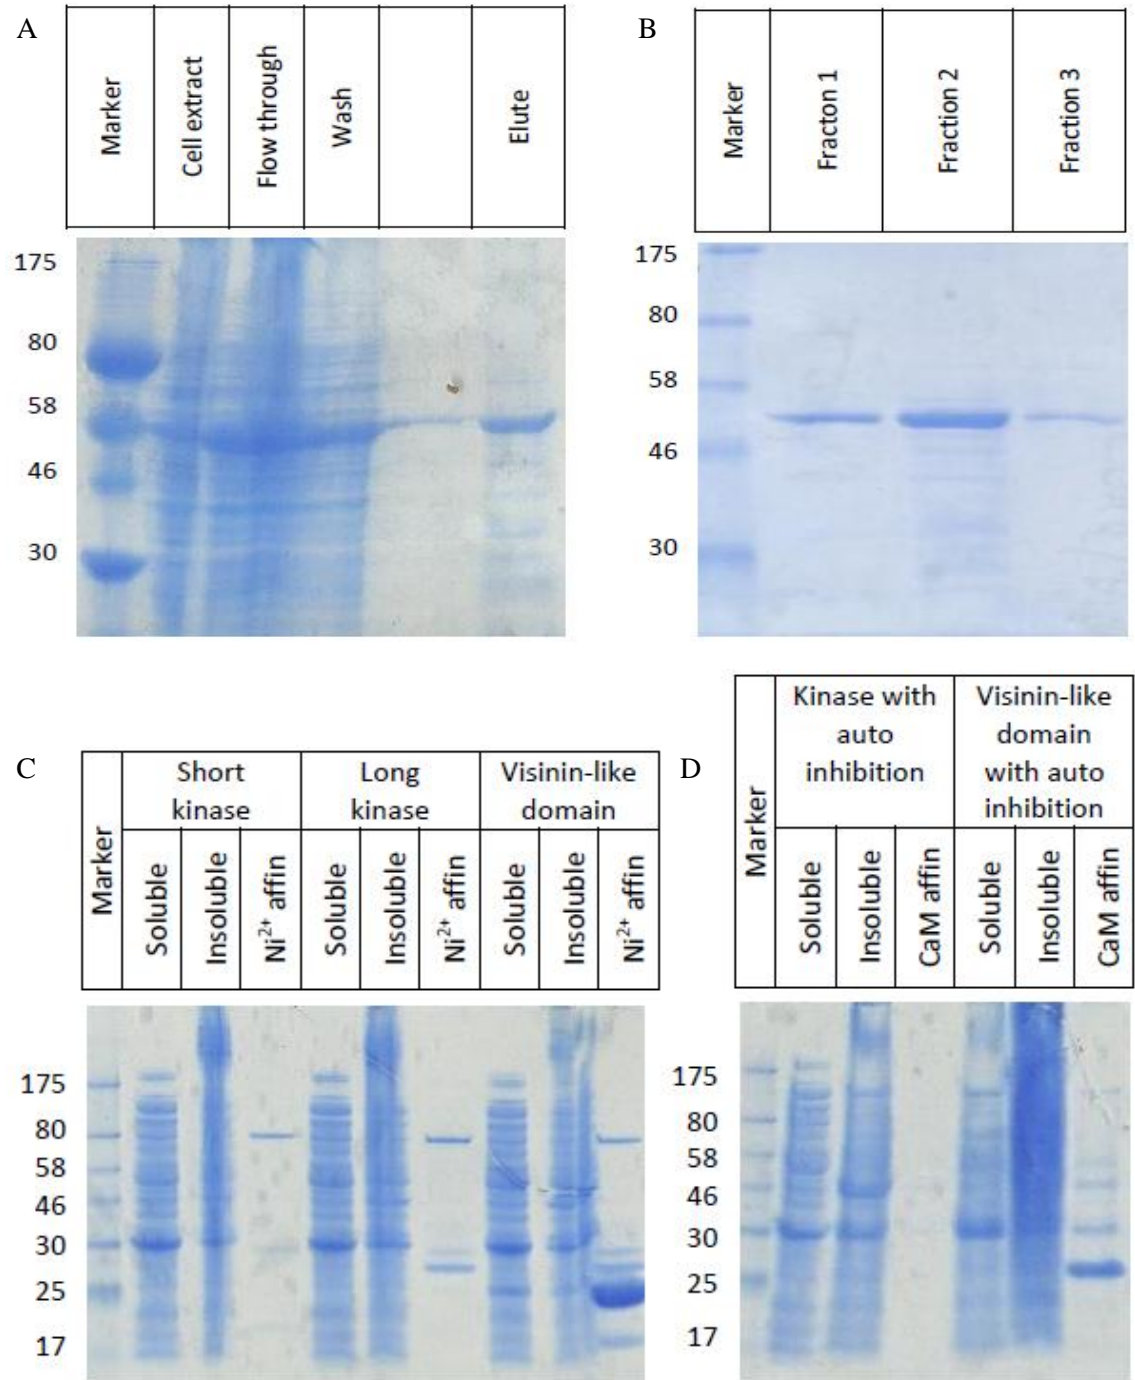 A
Marker
Cell extract
Flow through
Wash
Elute
175
80
58
46
30
B
Marker
Fracton 1
Fraction 2
Fraction 3
175
80
58
46
30
C
Marker
Short
kinase
Long
kinase
Visinin-like
domain
Soluble
Insoluble
Ni²⁺ affin
Soluble
Insoluble
Ni²⁺ affin
Soluble
Insoluble
Ni²⁺ affin
175
80
58
46
30
25
17
D
Marker
Kinase with
auto
inhibition
Visinin-like
domain
with auto
inhibition
Soluble
Insoluble
CaM affin
Soluble
Insoluble
CaM affin
175
80
58
46
30
25
17